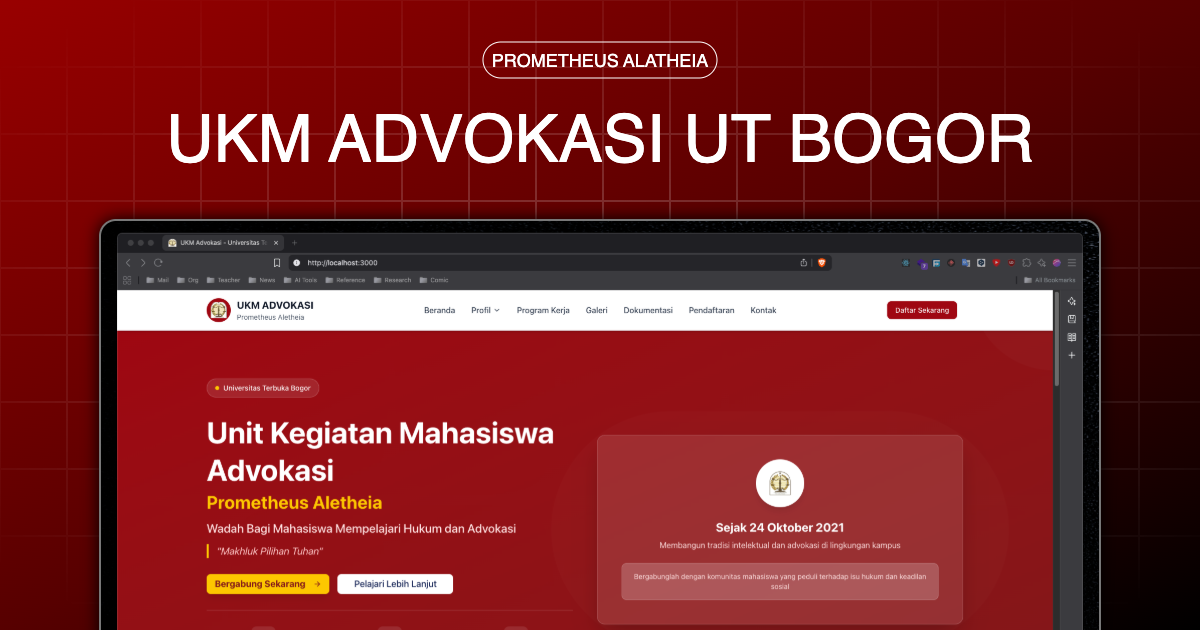 PROMETHEUS ALATHEIA
UKM ADVOKASI UT BOGOR
UKM Advokasi - Universitas T
http://localhost:3000
Mail Org Teacher News AI Tools Reference Research Comic All Bookmarks
UKM ADVOKASI
Prometheus Aletheia
Beranda Profil Program Kerja Galeri Dokumentasi Pendaftaran Kontak Daftar Sekarang
Universitas Terbuka Bogor
Unit Kegiatan Mahasiswa
Advokasi
Prometheus Aletheia
Wadah Bagi Mahasiswa Mempelajari Hukum dan Advokasi
"Makhluk Pilihan Tuhan"
Bergabung Sekarang → Pelajari Lebih Lanjut
Sejak 24 Oktober 2021
Membangun tradisi intelektual dan advokasi di lingkungan kampus
Bergabunglah dengan komunitas mahasiswa yang peduli terhadap isu hukum dan keadilan
sosial